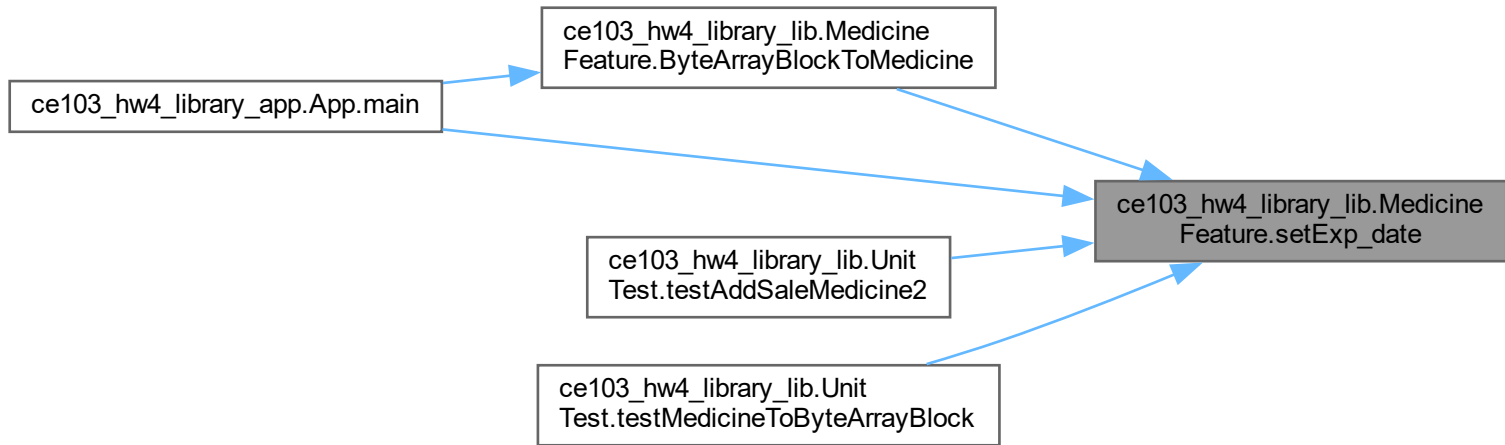 ce103_hw4_library_lib.Medicine
Feature.ByteArrayBlockToMedicine
ce103_hw4_library_app.App.main
ce103_hw4_library_lib.Medicine
Feature.setExp_date
ce103_hw4_library_lib.Unit
Test.testAddSaleMedicine2
ce103_hw4_library_lib.Unit
Test.testMedicineToByteArrayBlock